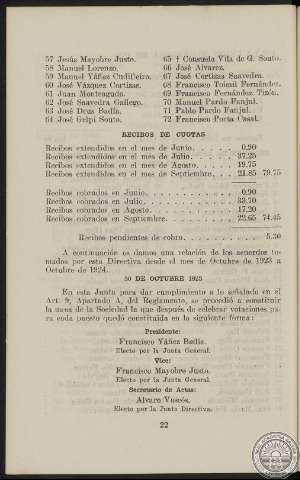 57 Jesús Mayobre Justo.
58 Manuel Lorenzo.
59 Manuel Yáñez Cudilleiro.
60 José Vázquez Cortizas.
61 Juan Monteagudo.
62 José Saavedra Gallego.
63 José Deus Badía.
64 José Gelpi Souto.
65 † Consuelo Vila de G. Souto.
66 José Alvarez.
67 José Cortizas Saavedra.
68 Francisco Toimil Fernández.
69 Francisco Fernández
70 Manuel Pardo Fanjul.
71 Pablo Pardo Fanjul.
72 Francisco Porta Casal.
RECIBOS DE CUOTAS
Recibos extendidos en el mes de Junio. . . . . . 0.90
Recibos extendidos en el mes de Julio. . . . . . 37.25
Recibos extendidos en el mes de Agosto. . . . . 19.75
Recibos extendidos en el mes de Septiembre. . . . 21.85 79.75
Recibos cobrados en Junio. . . . . . . . . . . 0.90
Recibos cobrados en Julio. . . . . . . . . . . 33.70
Recibos cobrados en Agosto. . . . . . . . . . 17.20
Recibos cobrados en Septiembre. . . . . . . . 22.65 74.45
Recibos pendientes de cobro. . . . . . . . . . 5.30
A continuación os damos una relación de los acuerdos to-
mados por esta Directiva desde el mes de Octubre de 1923 a
Octubre de 1924.
30 DE OCTUBRE 1923
En esta Junta para dar cumplimiento a lo señalado en el
Art. 9, Apartado A, del Reglamento, se procedió a constituir
la mesa de la Sociedad la que después de celebrar votaciones pa-
ra cada puesto quedó constituida en la siguiente forma:
Presidente:
Francisco Yáñez Badía.
Electo por la Junta General.
Vice:
Francisco Mayobre Justo.
Electo por la Junta General.
Secretario de Actas:
Alvaro
Electo por la Junta Directiva.
22